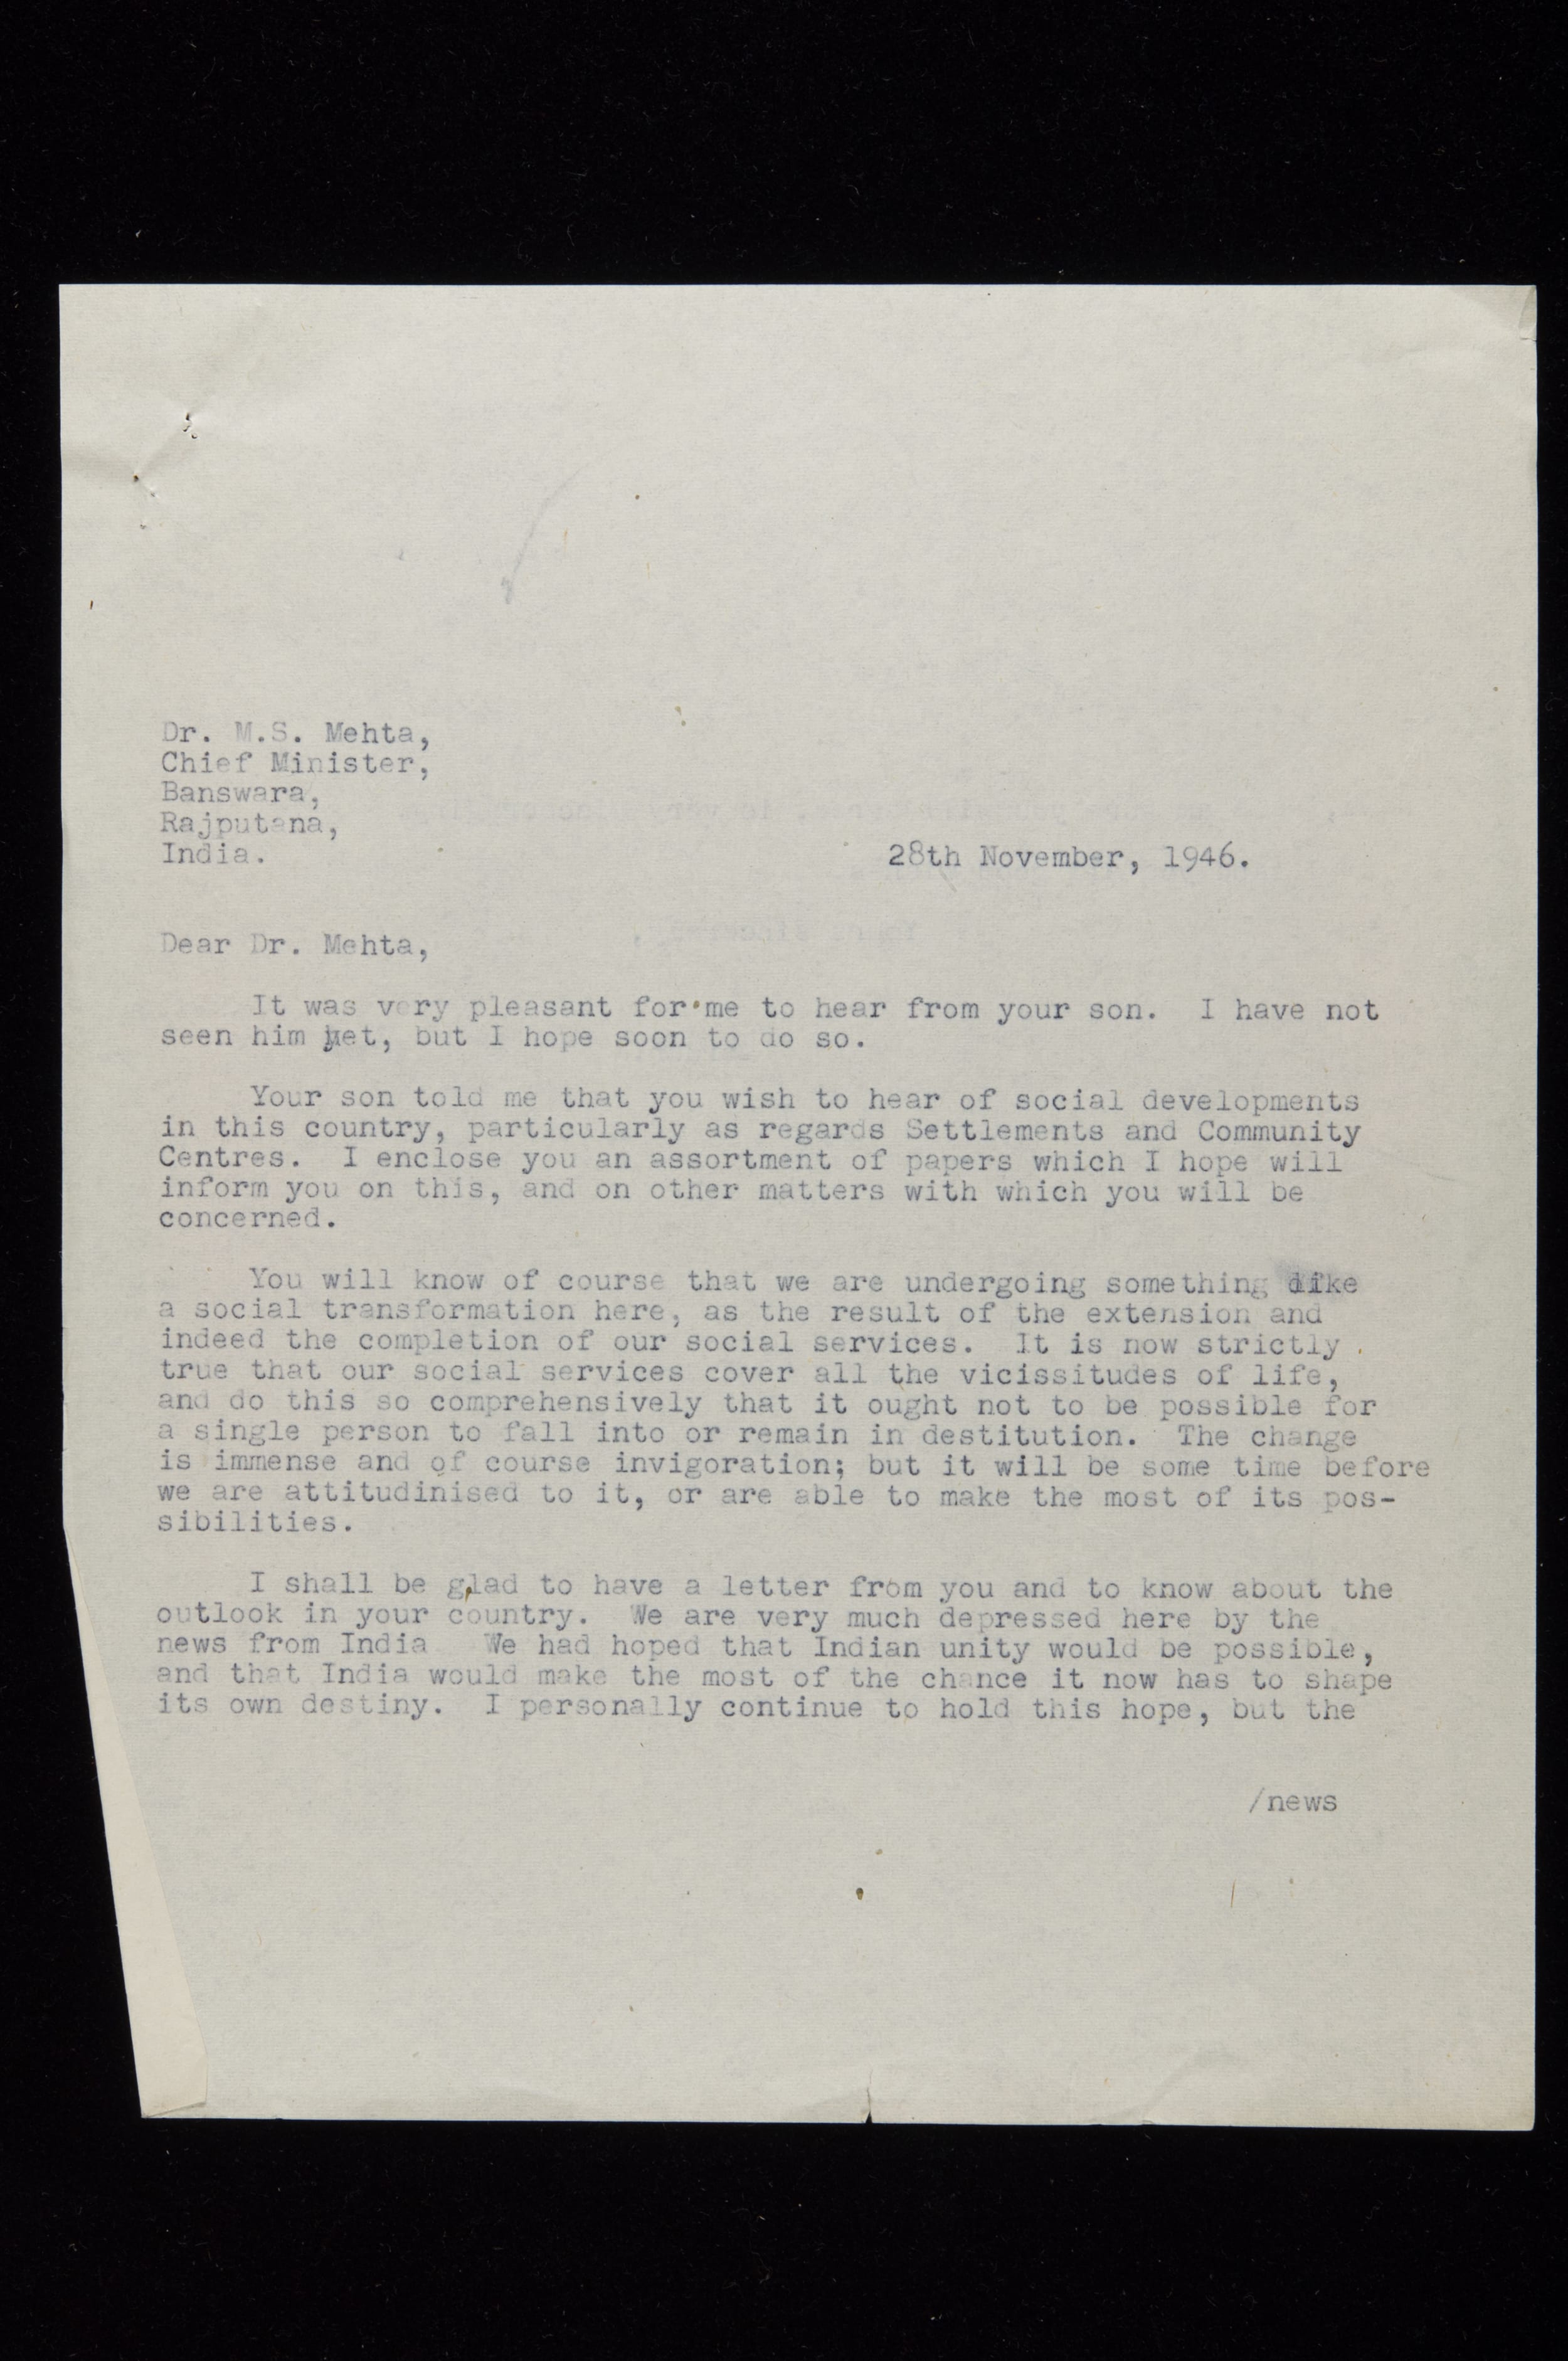 Dr. M.S. Mehta,
Chief Minister,
Banswara,
Rajputana,
India.
28th November, 1946.
Dear Dr. Mehta,
It was very pleasant for me to hear from your son. I have not
seen him yet, but I hope soon to do so.
Your son told me that you wish to hear of social developments
in this country, particularly as regards Settlements and Community
Centres. I enclose you an assortment of papers which I hope will
inform you on this, and on other matters with which you will be
concerned.
You will know of course that we are undergoing something like
a social transformation here, as the result of the extension and
indeed the completion of our social services. It is now strictly
true that our social services cover all the vicissitudes of life,
and do this so comprehensively that it ought not to be possible for
a single person to fall into or remain in destitution. The change
is immense and of course invigoration; but it will be some time before
we are attitudinised to it, or are able to make the most of its pos-
sibilities.
I shall be glad to have a letter from you and to know about the
outlook in your country. We are very much depressed here by the
news from India We had hoped that Indian unity would be possible,
and that India would make the most of the chance it now has to shape
its own destiny. I personally continue to hold this hope, but the
/news